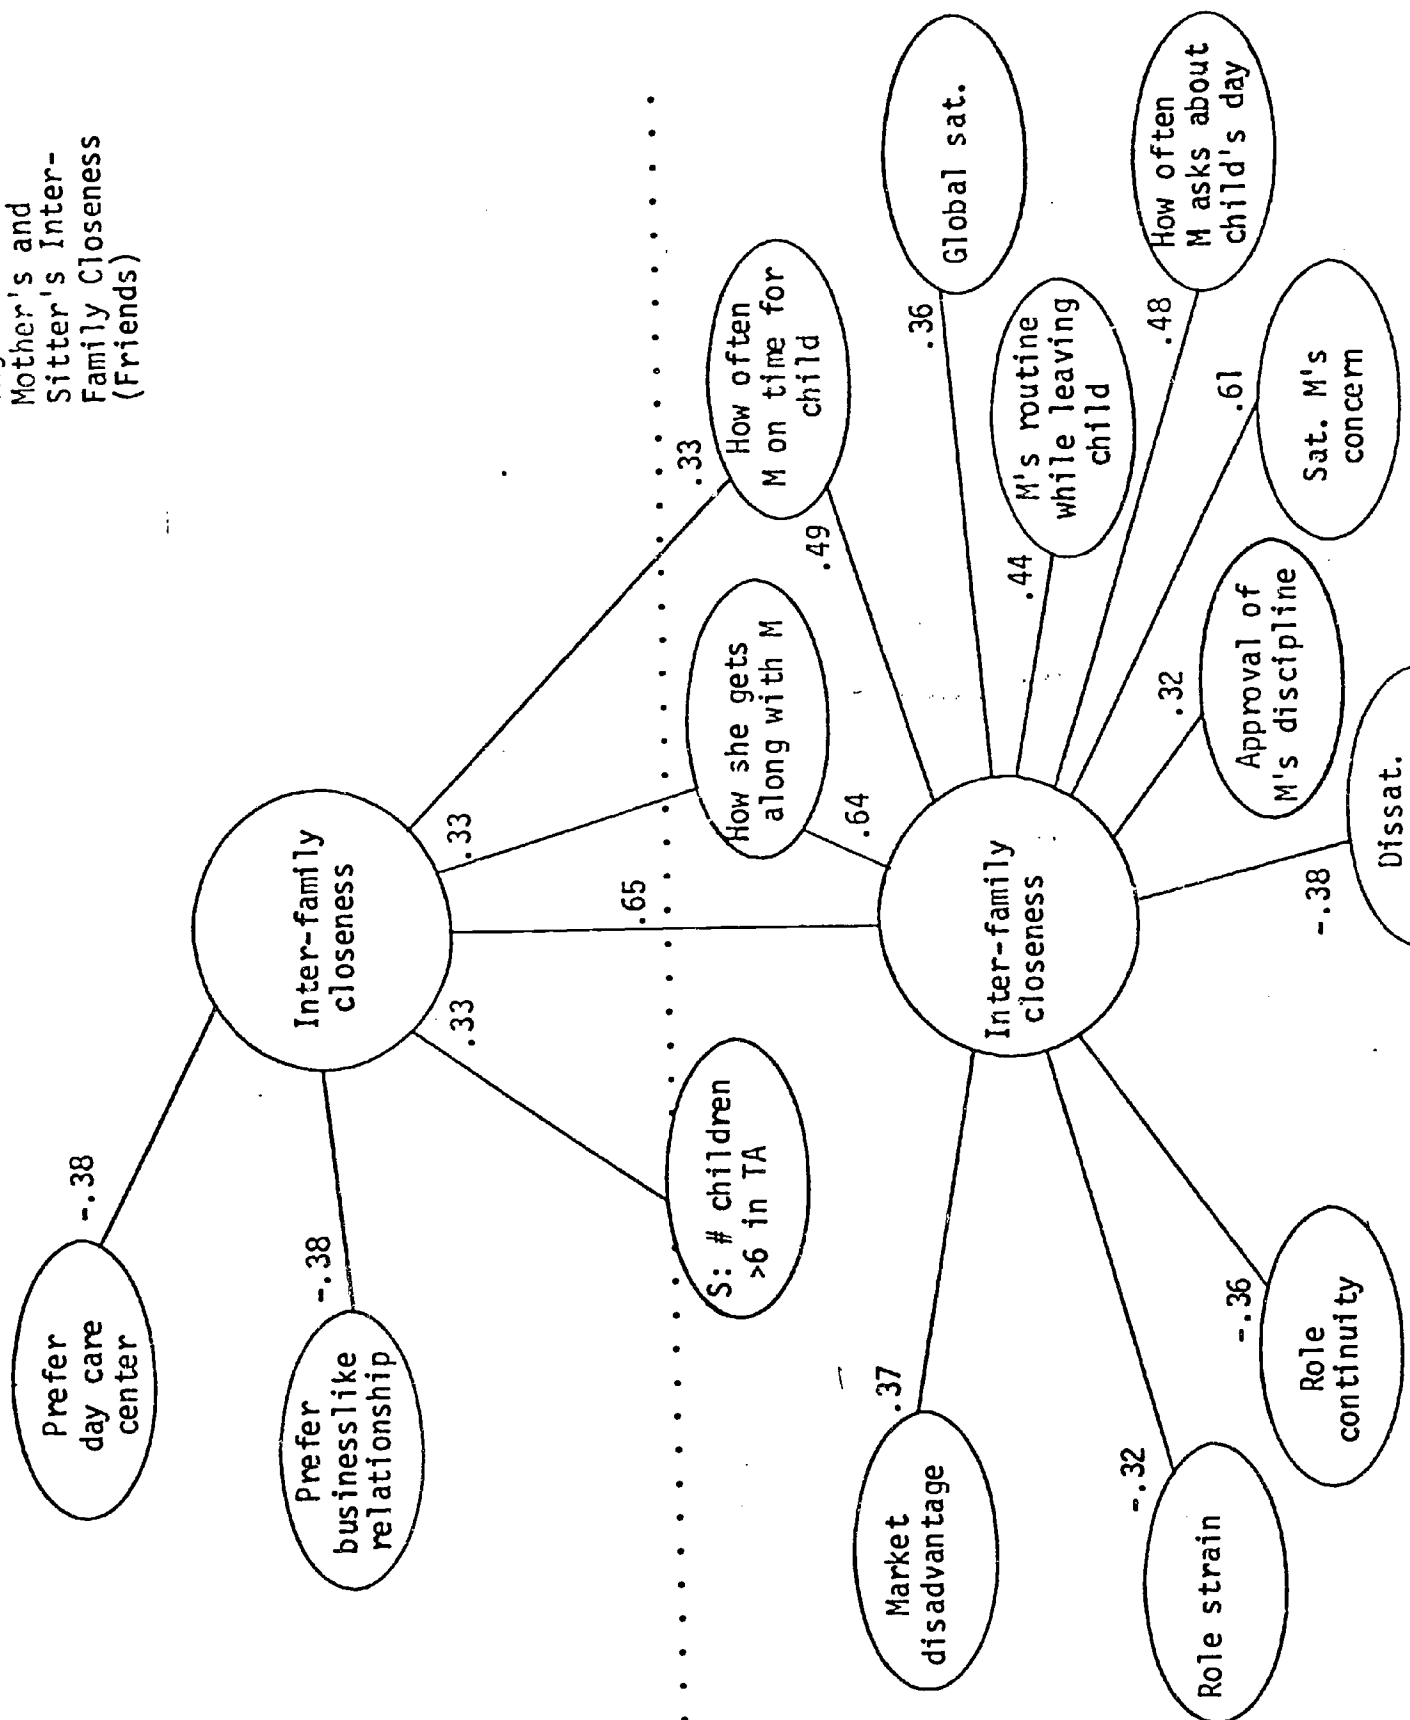 Mother's and
Sitter's Inter-
Family Closeness
(Friends)
Prefer
day care
center
-.38
Prefer
businesslike
relationship
-.38
Inter-family
closeness
.33
.65
.33
.33
S: # children
>6 in TA
How she gets
along with M
.64
How often
M on time for
child
.49
Market
disadvantage
.37
Inter-family
closeness
.36
Global sat.
.44
M's routine
while leaving
child
.48
How often
M asks about
child's day
.61
Sat. M's
concern
.32
Approval of
M's discipline
-.38
Dissat.
-.32
Role strain
-.36
Role
continuity